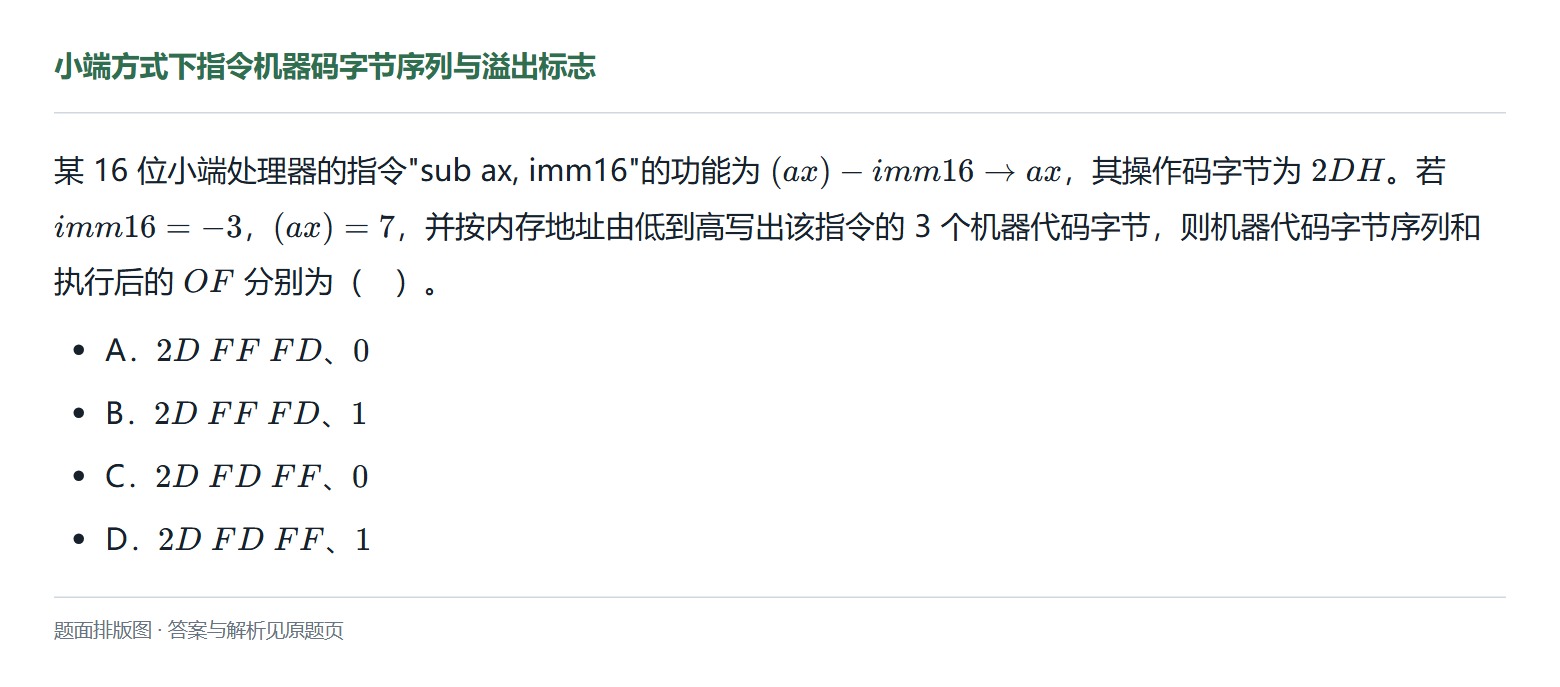 小端方式下指令机器码字节序列与溢出标志
某 16 位小端处理器的指令"sub ax, imm16"的功能为 (ax) − imm16 → ax，其操作码字节为 2DH。若
imm16 = −3，(ax) = 7，并按内存地址由低到高写出该指令的 3 个机器代码字节，则机器代码字节序列和
执行后的 OF 分别为（　）。
• A．2D FF FD、0
• B．2D FF FD、1
• C．2D FD FF、0
• D．2D FD FF、1
题面排版图 · 答案与解析见原题页